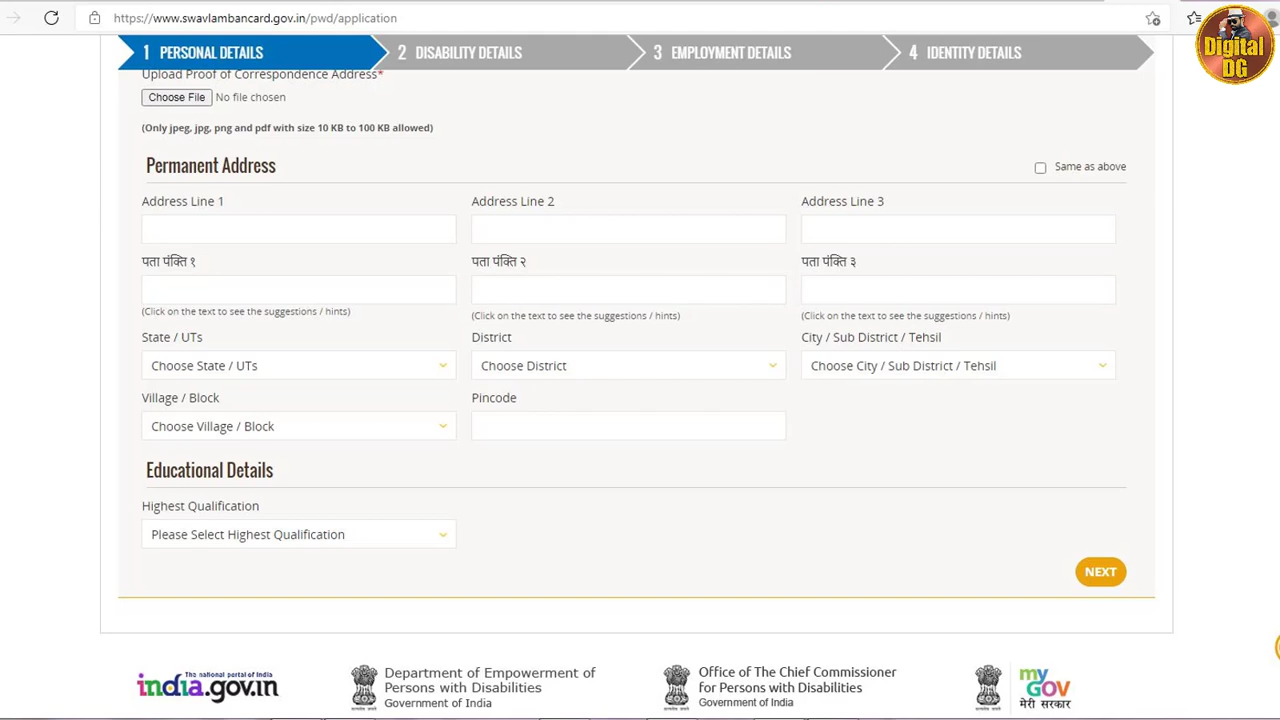 https://www.swavlambancard.gov.in/pwd/application
Digital
DG
1 PERSONAL DETAILS
2 DISABILITY DETAILS
3 EMPLOYMENT DETAILS
4 IDENTITY DETAILS
Upload Proof of Correspondence Address*
Choose File No file chosen
(Only jpeg, jpg, png and pdf with size 10 KB to 100 KB allowed)
Permanent Address
Same as above
Address Line 1
Address Line 2
Address Line 3
पता पंक्ति १
पता पंक्ति २
पता पंक्ति ३
(Click on the text to see the suggestions / hints)
(Click on the text to see the suggestions / hints)
(Click on the text to see the suggestions / hints)
State / UTs
District
City / Sub District / Tehsil
Choose State / UTs
Choose District
Choose City / Sub District / Tehsil
Village / Block
Pincode
Choose Village / Block
Educational Details
Highest Qualification
Please Select Highest Qualification
NEXT
The national portal of India
india.gov.in
Department of Empowerment of
Persons with Disabilities
Government of India
Office of The Chief Commissioner
for Persons with Disabilities
Government of India
my
GOV
मेरी सरकार